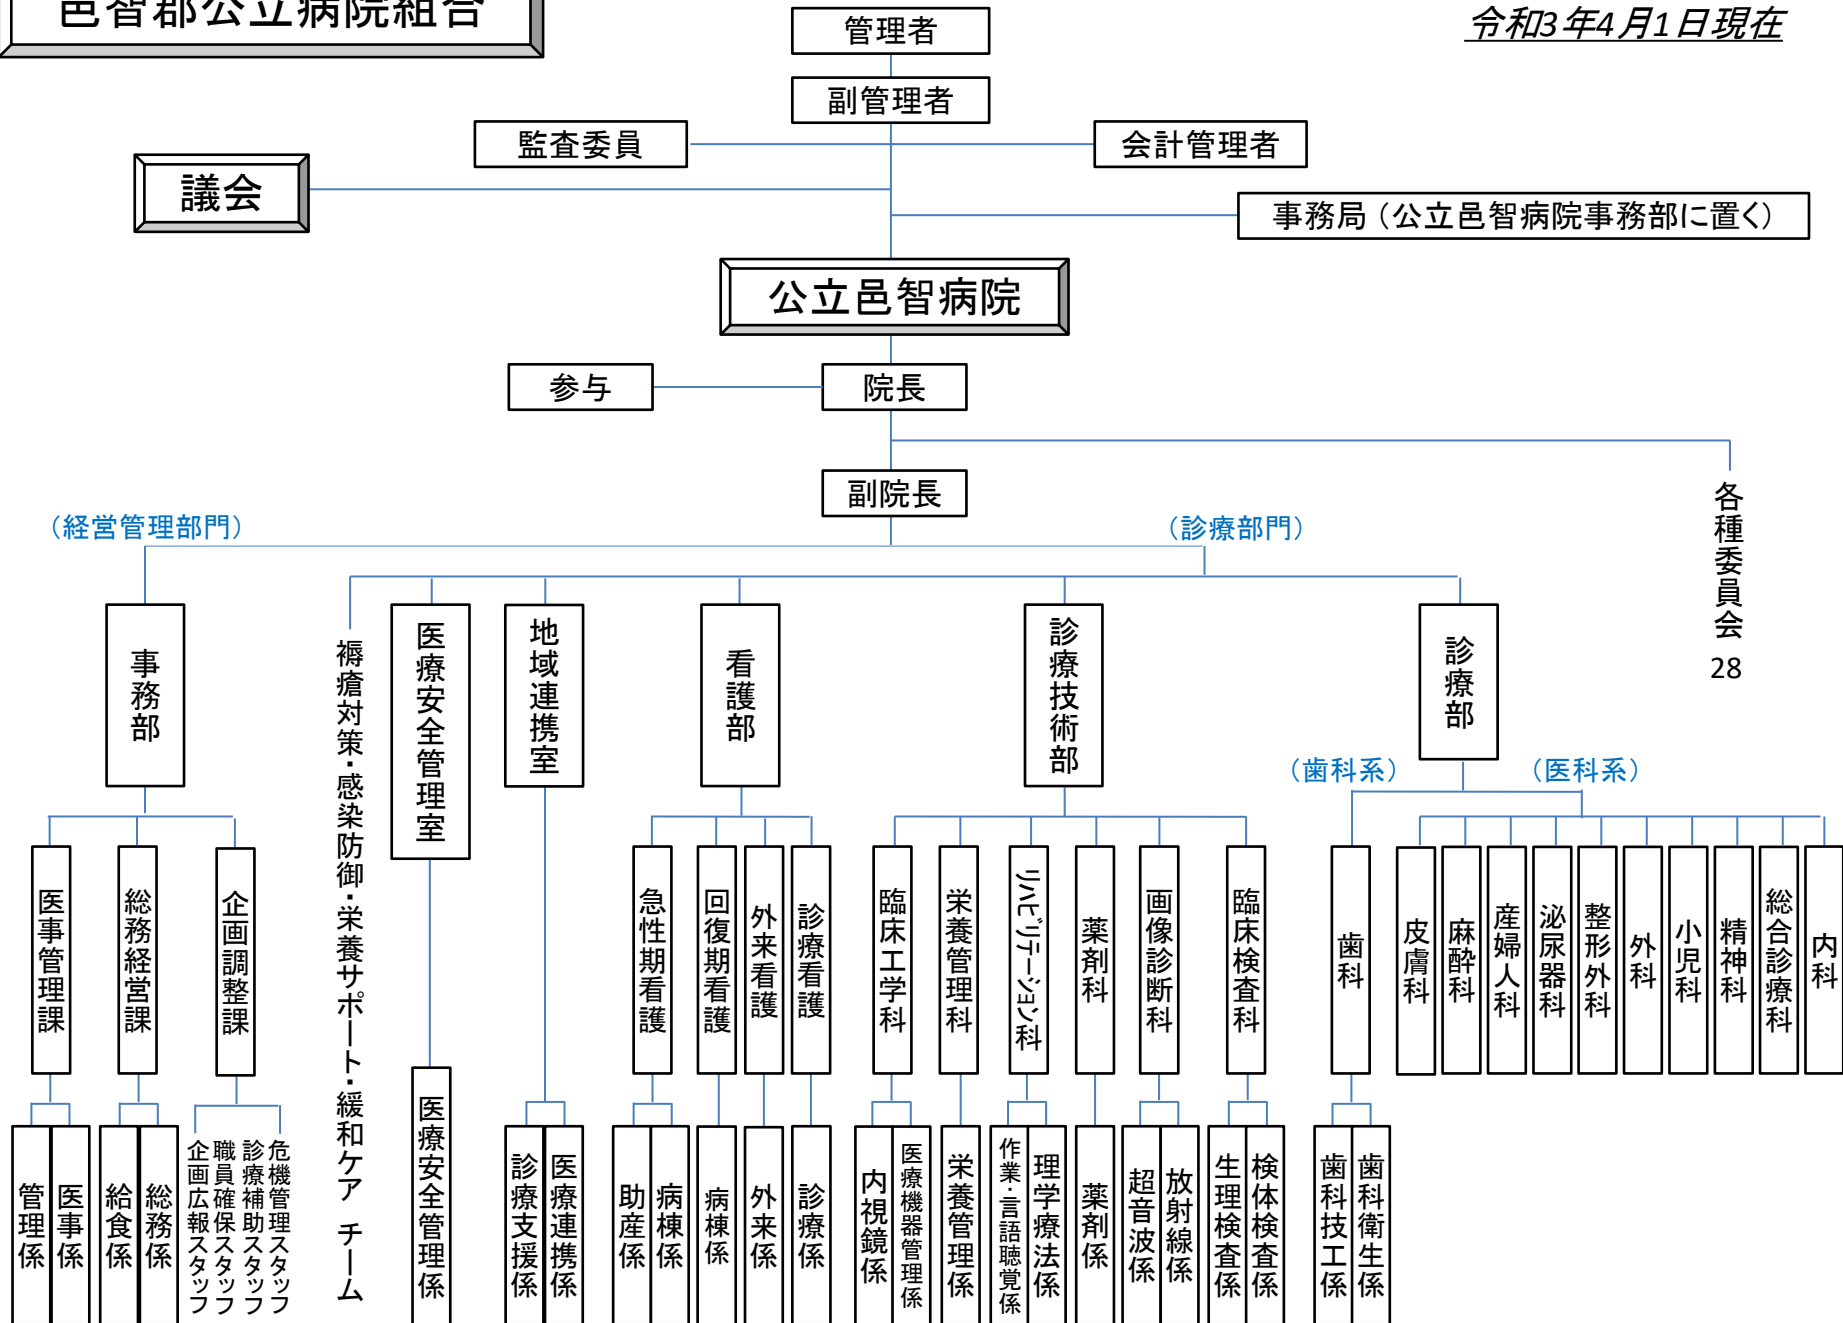 邑智郡公立病院組合
令和3年4月1日現在
管理者
副管理者
監査委員
会計管理者
議会
事務局（公立邑智病院事務部に置く）
公立邑智病院
参与
院長
副院長
各種委員会
28
（経営管理部門）
（診療部門）
事務部
褥瘡対策・感染防御・栄養サポート・緩和ケア チーム
医療安全管理室
地域連携室
看護部
診療技術部
診療部
（歯科系）
（医科系）
医事管理課
総務経営課
企画調整課
急性期看護
回復期看護
外来看護
診療看護
臨床工学科
栄養管理科
リハビリテーション科
薬剤科
画像診断科
臨床検査科
歯科
皮膚科
麻酔科
産婦人科
泌尿器科
整形外科
外科
小児科
精神科
総合診療科
内科
管理係
医事係
給食係
総務係
企画広報スタッフ
職員確保スタッフ
診療補助スタッフ
危機管理スタッフ
医療安全管理係
診療支援係
医療連携係
助産係
病棟係
病棟係
外来係
診療係
内視鏡係
医療機器管理係
栄養管理係
作業・言語聴覚係
理学療法係
薬剤係
超音波係
放射線係
生理検査係
検体検査係
歯科技工係
歯科衛生係